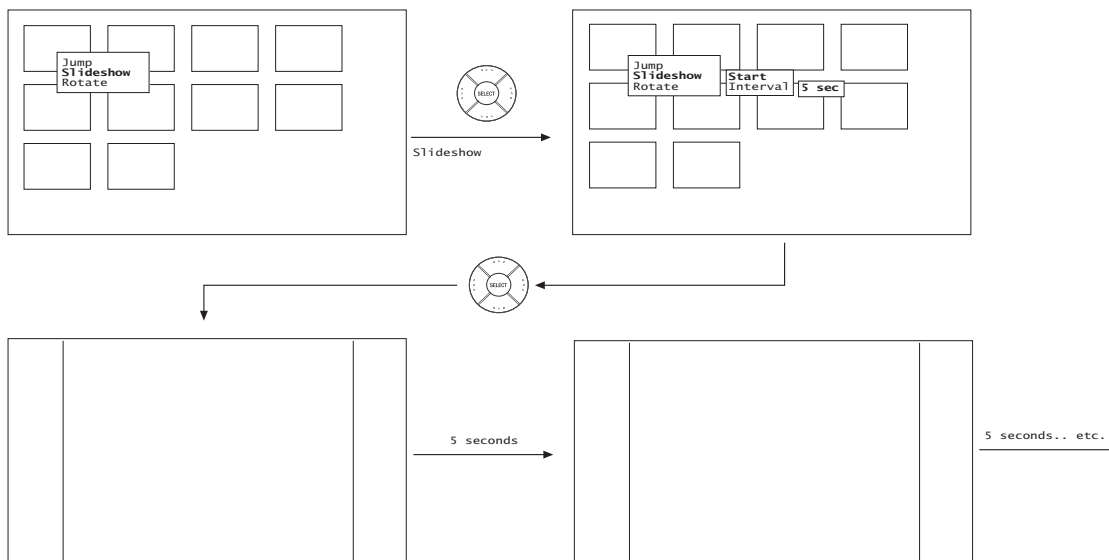 Jump
Slideshow
Rotate
SELECT
Slideshow
Jump
Slideshow
Rotate
Start
Interval
5 sec
SELECT
5 seconds
5 seconds.. etc.